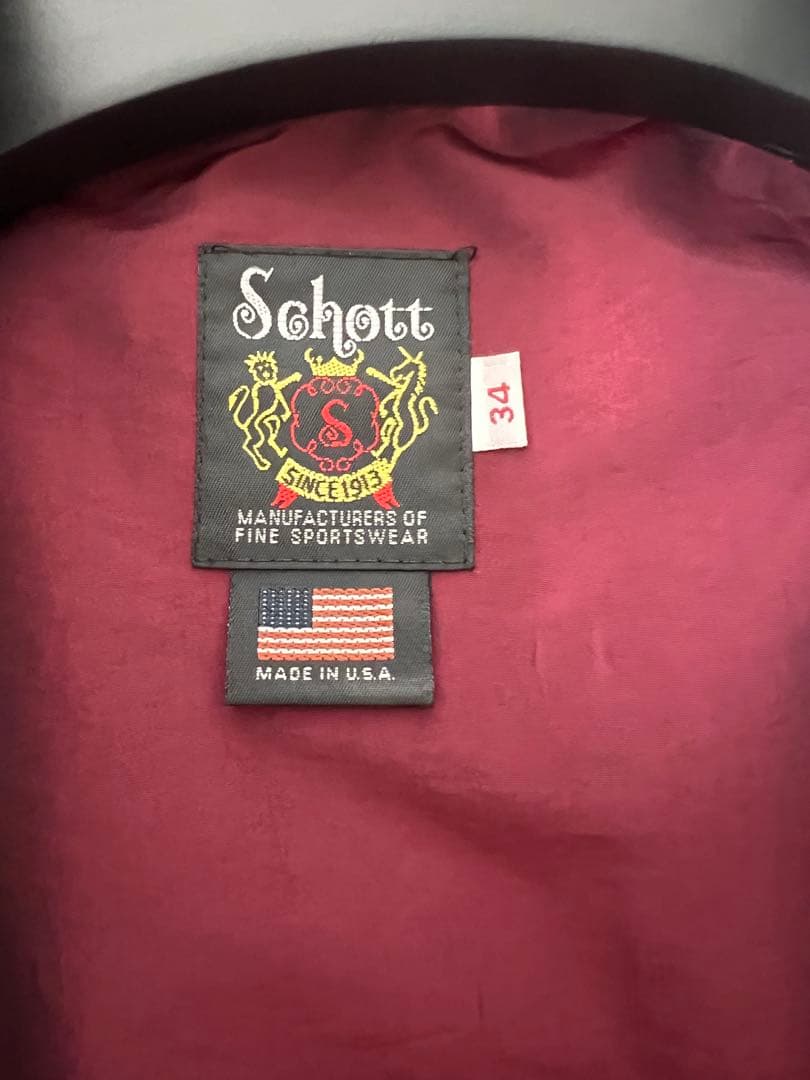 Schott
34
S
SINCE 1913
MANUFACTURERS OF
FINE SPORTSWEAR
MADE IN U.S.A.